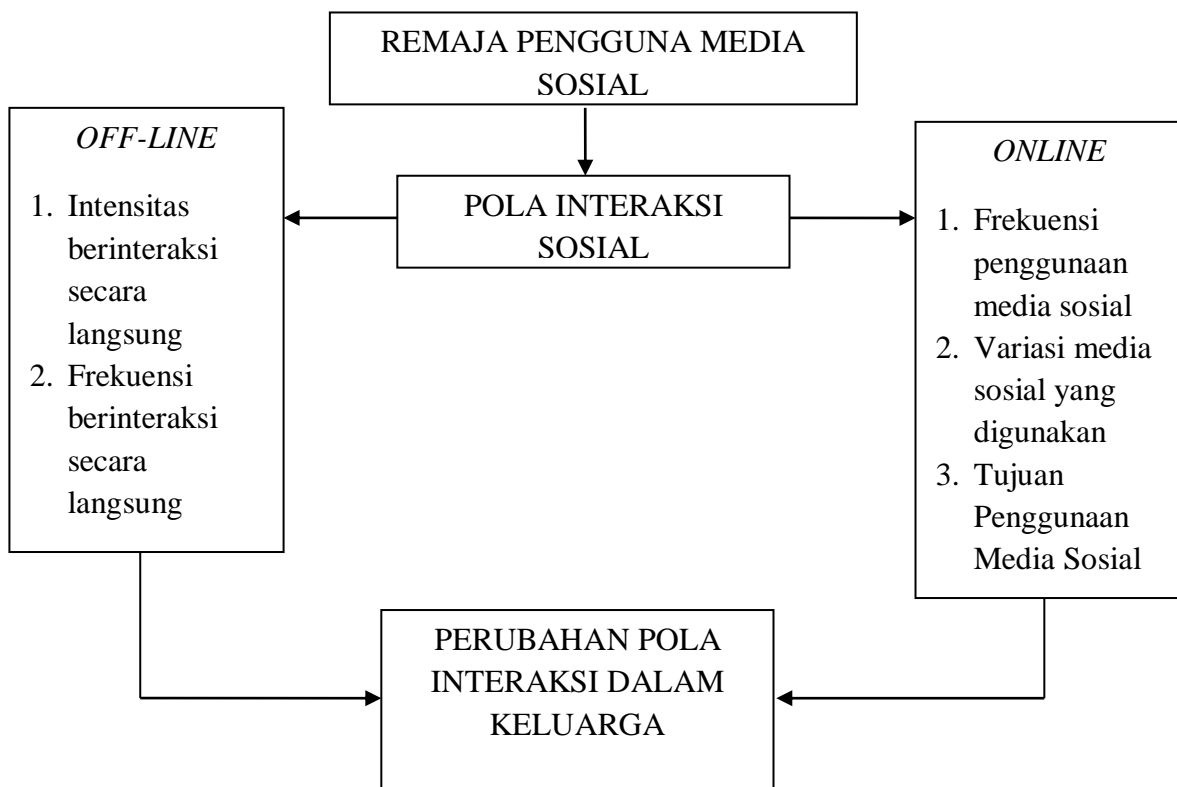 REMAJA PENGGUNA MEDIA
SOSIAL
OFF-LINE
1. Intensitas
berinteraksi
secara
langsung
2. Frekuensi
berinteraksi
secara
langsung
POLA INTERAKSI
SOSIAL
ONLINE
1. Frekuensi
penggunaan
media sosial
2. Variasi media
sosial yang
digunakan
3. Tujuan
Penggunaan
Media Sosial
PERUBAHAN POLA
INTERAKSI DALAM
KELUARGA